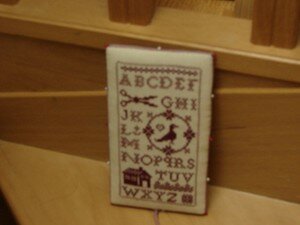 ABCDEF
GHI
JK
L
M
NOPQRS
TUV
WXYZ